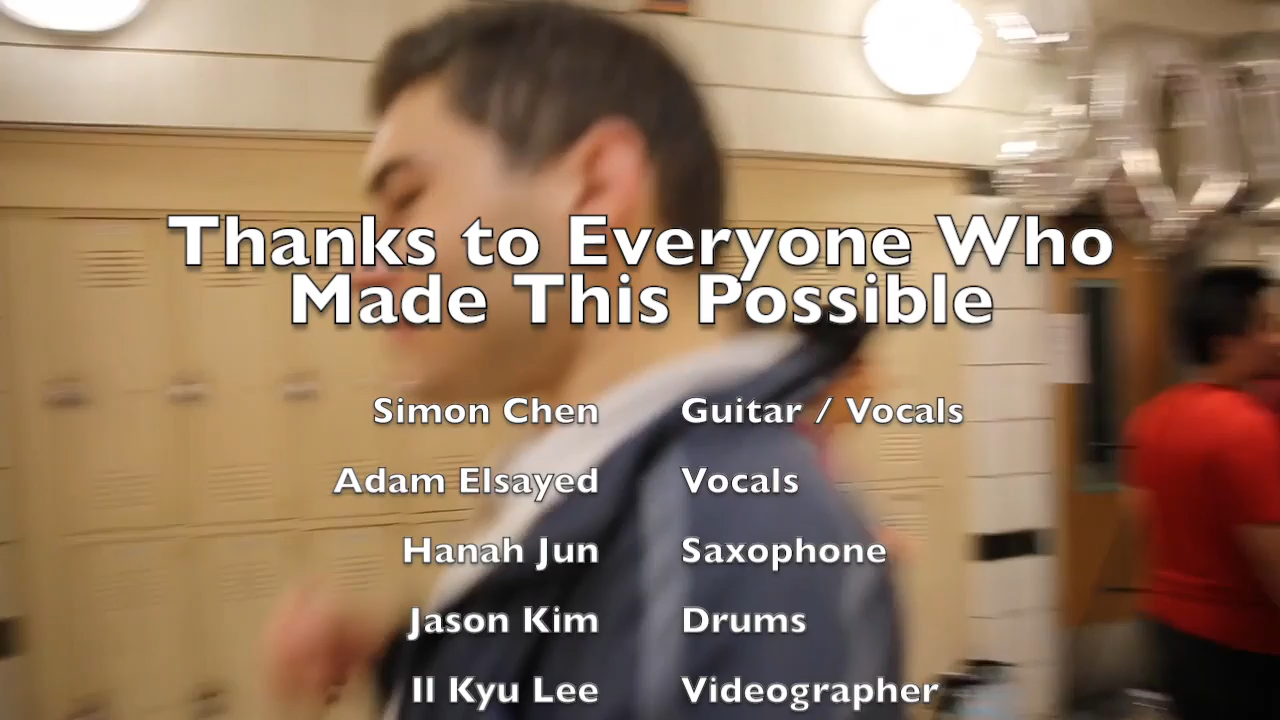 Thanks to Everyone Who
Made This Possible
Simon Chen Guitar / Vocals
Adam Elsayed Vocals
Hanah Jun Saxophone
Jason Kim Drums
Il Kyu Lee Videographer